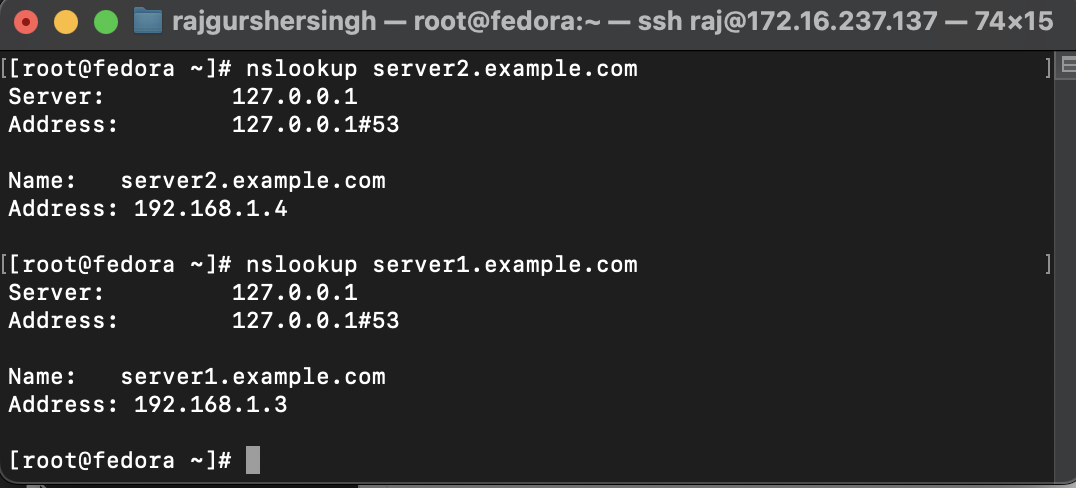 rajgurshersingh — root@fedora:~ — ssh raj@172.16.237.137 — 74×15
[[root@fedora ~]# nslookup server2.example.com ]
Server:		127.0.0.1
Address:	127.0.0.1#53

Name:	server2.example.com
Address: 192.168.1.4

[[root@fedora ~]# nslookup server1.example.com ]
Server:		127.0.0.1
Address:	127.0.0.1#53

Name:	server1.example.com
Address: 192.168.1.3

[root@fedora ~]#